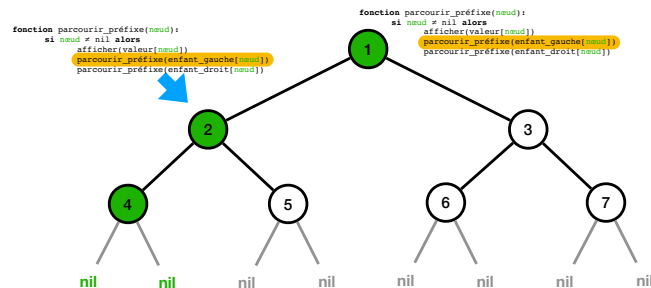 fonction parcourir_préfixe(nœud):
si nœud ≠ nil alors
afficher(valeur[nœud])
parcourir_préfixe(enfant_gauche[nœud])
parcourir_préfixe(enfant_droit[nœud])
fonction parcourir_préfixe(nœud):
si nœud ≠ nil alors
afficher(valeur[nœud])
parcourir_préfixe(enfant_gauche[nœud])
parcourir_préfixe(enfant_droit[nœud])
1
2
3
4
5
6
7
nil
nil
nil
nil
nil
nil
nil
nil